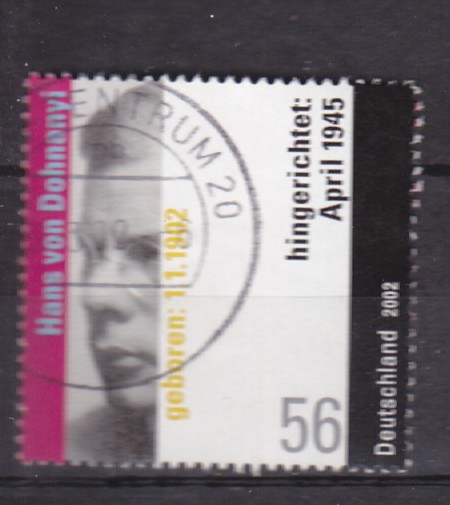 Hans von Dohnanyi
geboren: 1.1.1902
hingerichtet:
April 1945
56
Deutschland 2002
ENTRUM 20